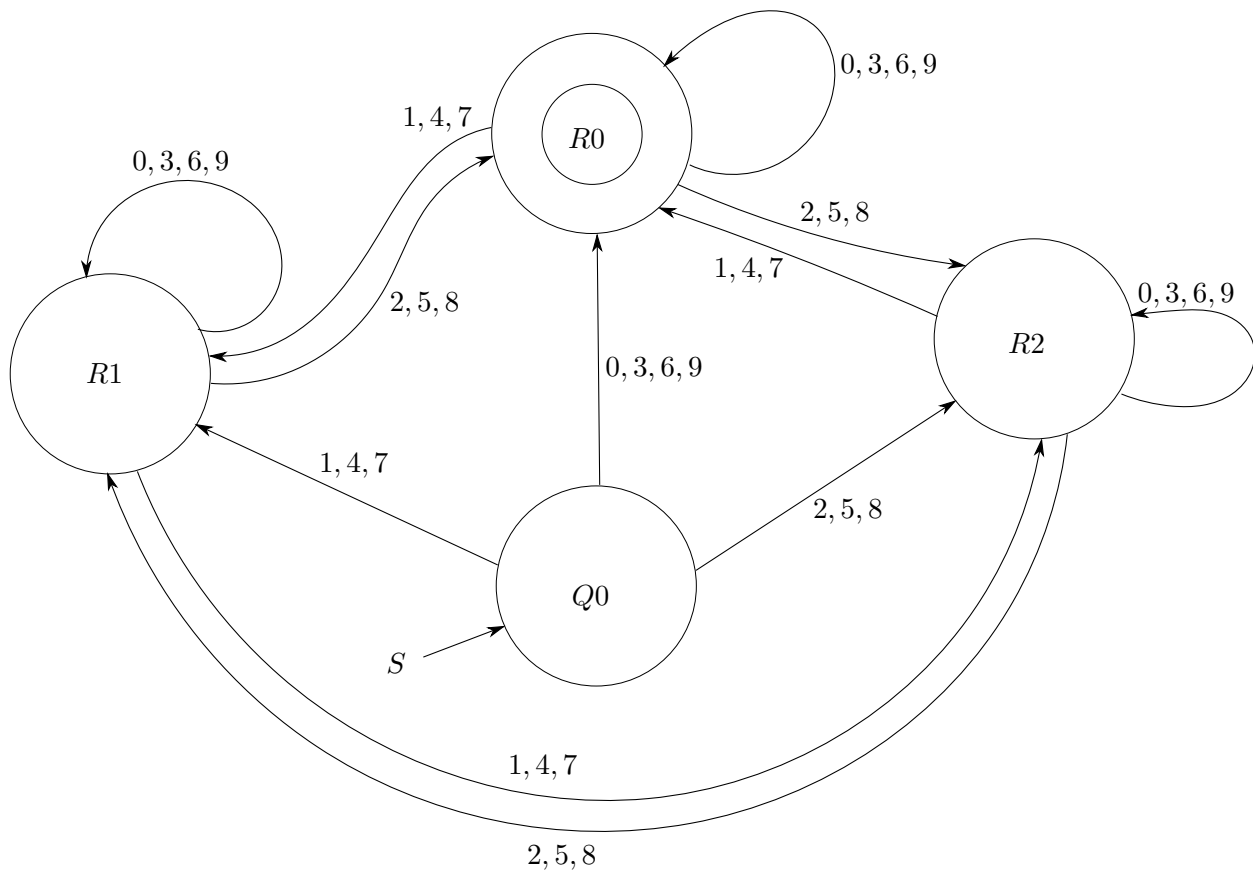 0, 3, 6, 9
1, 4, 7
R0
0, 3, 6, 9
2, 5, 8
1, 4, 7
2, 5, 8
0, 3, 6, 9
R1
R2
0, 3, 6, 9
1, 4, 7
2, 5, 8
Q0
S
1, 4, 7
2, 5, 8